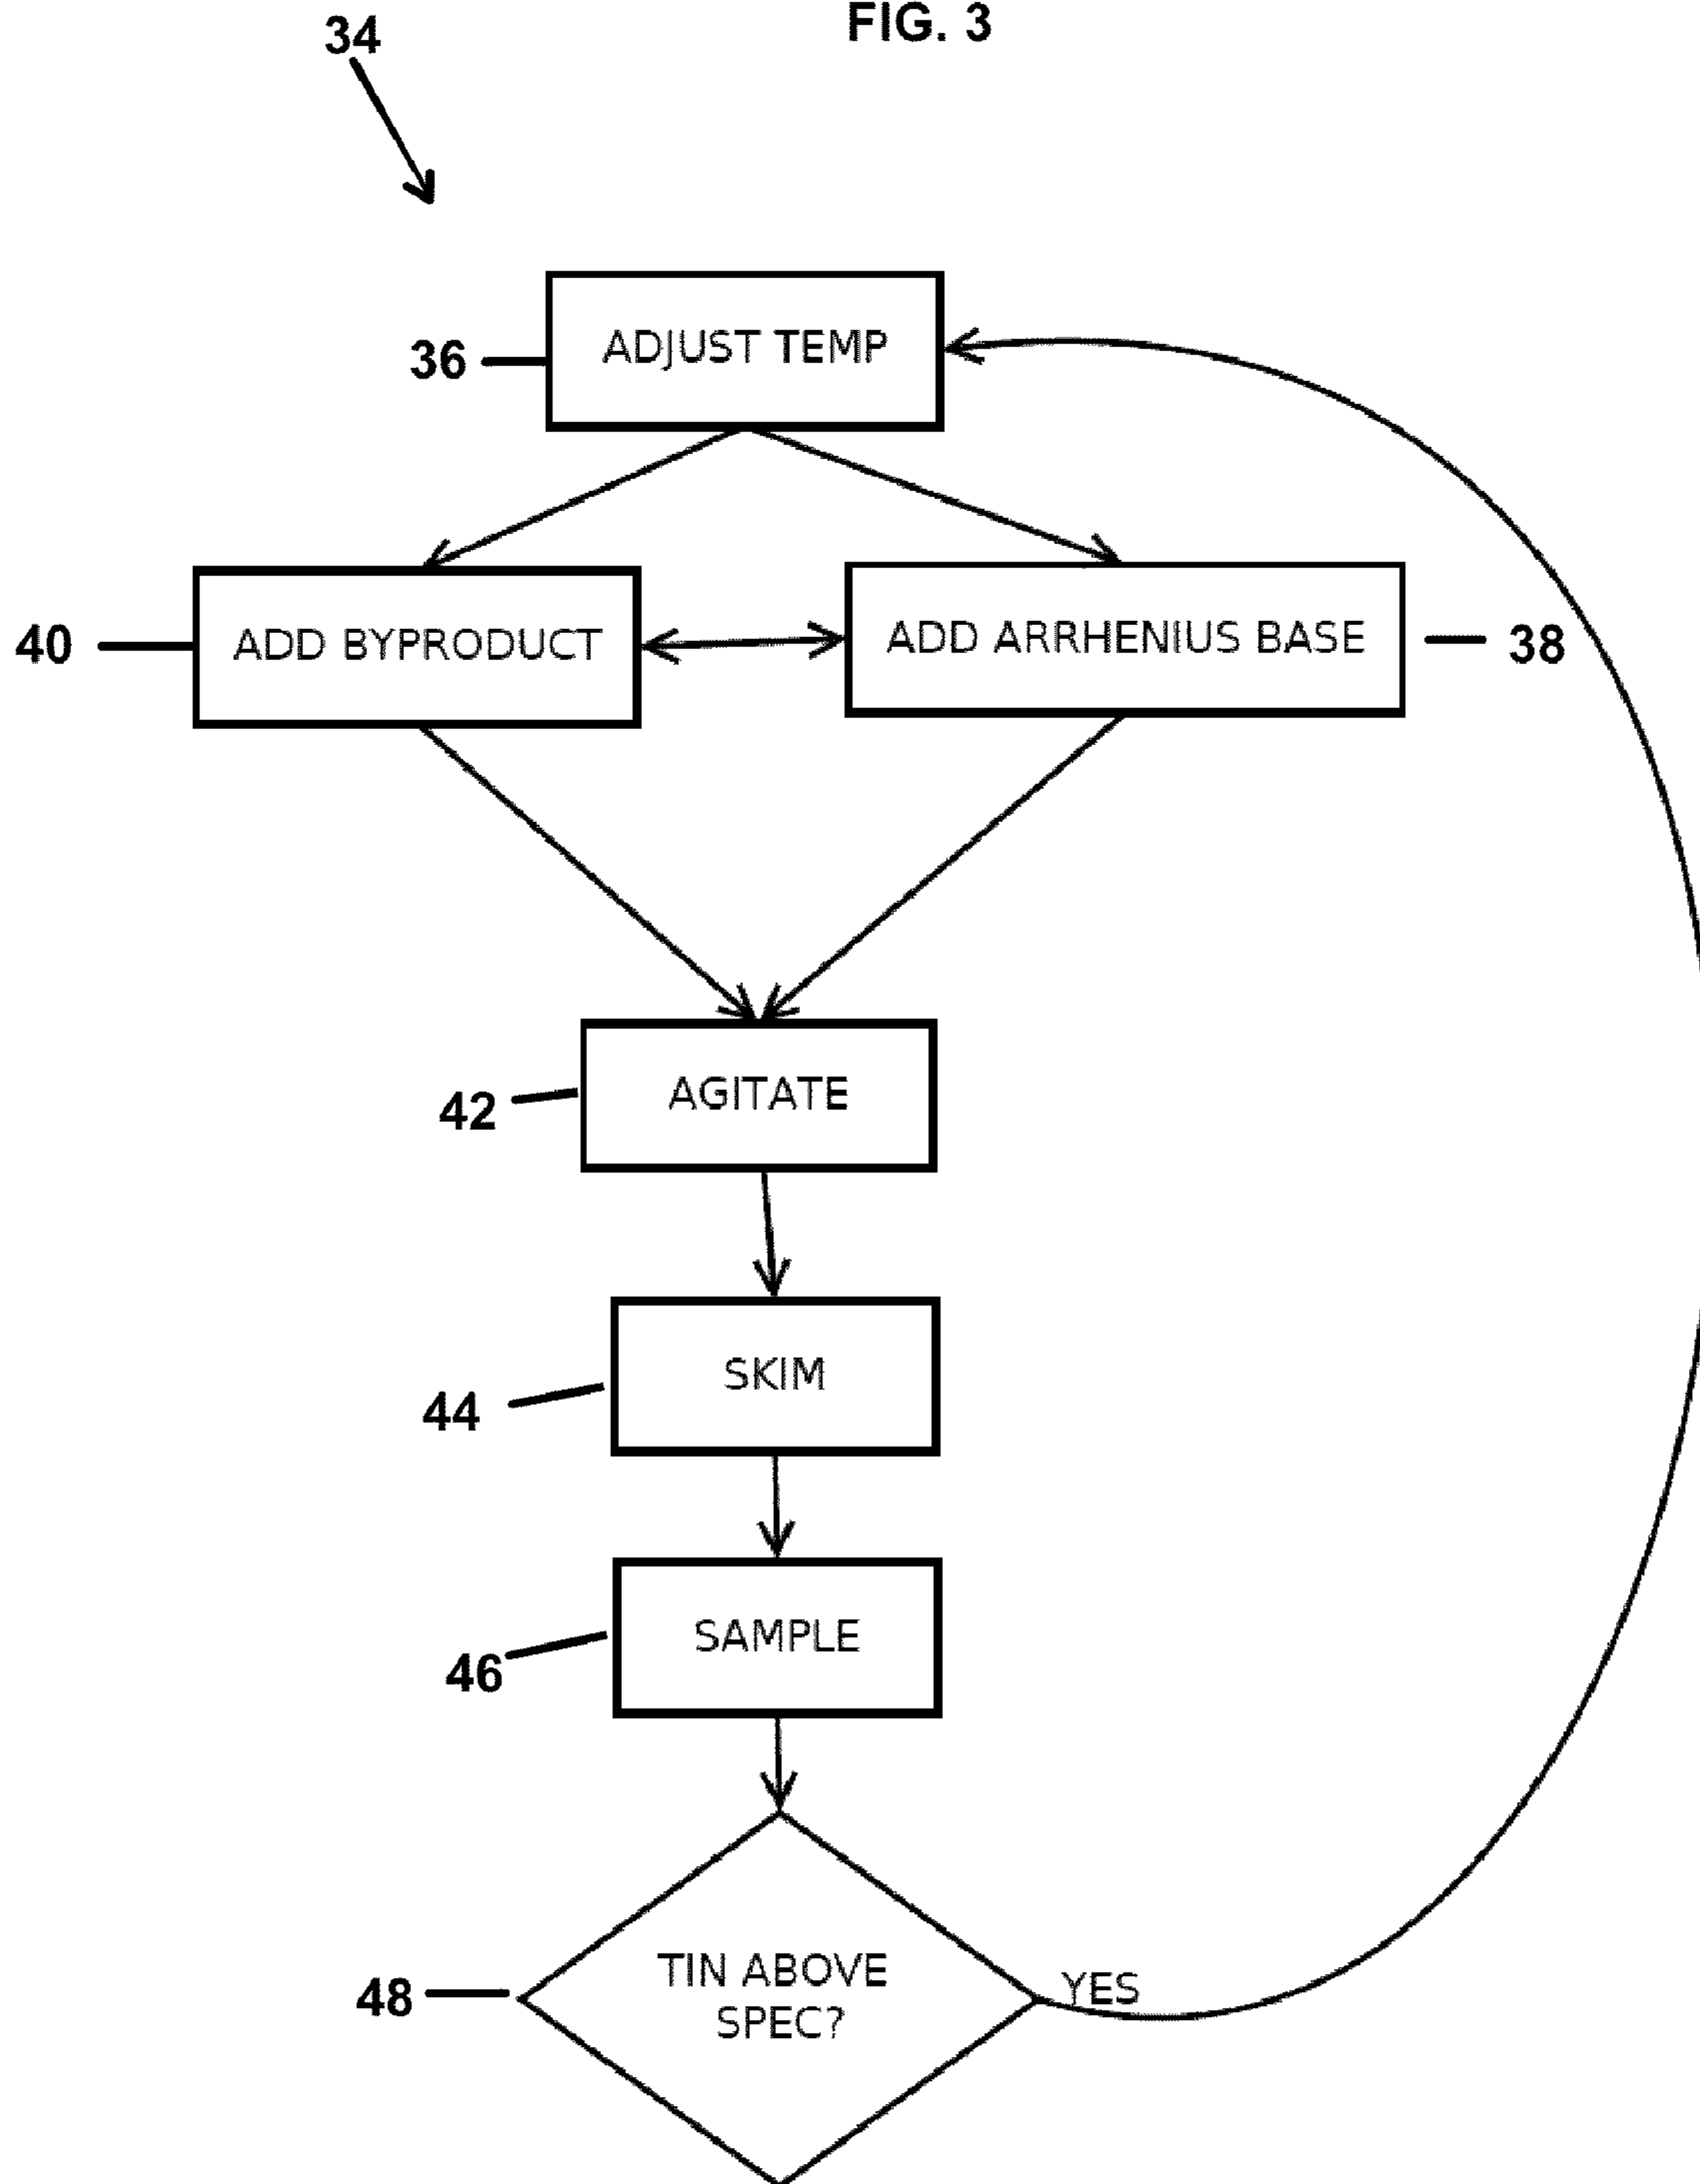 FIG. 3
34
36
ADJUST TEMP
40
ADD BYPRODUCT
ADD ARRHENIUS BASE
38
42
AGITATE
44
SKIM
46
SAMPLE
48
TIN ABOVE
SPEC?
YES